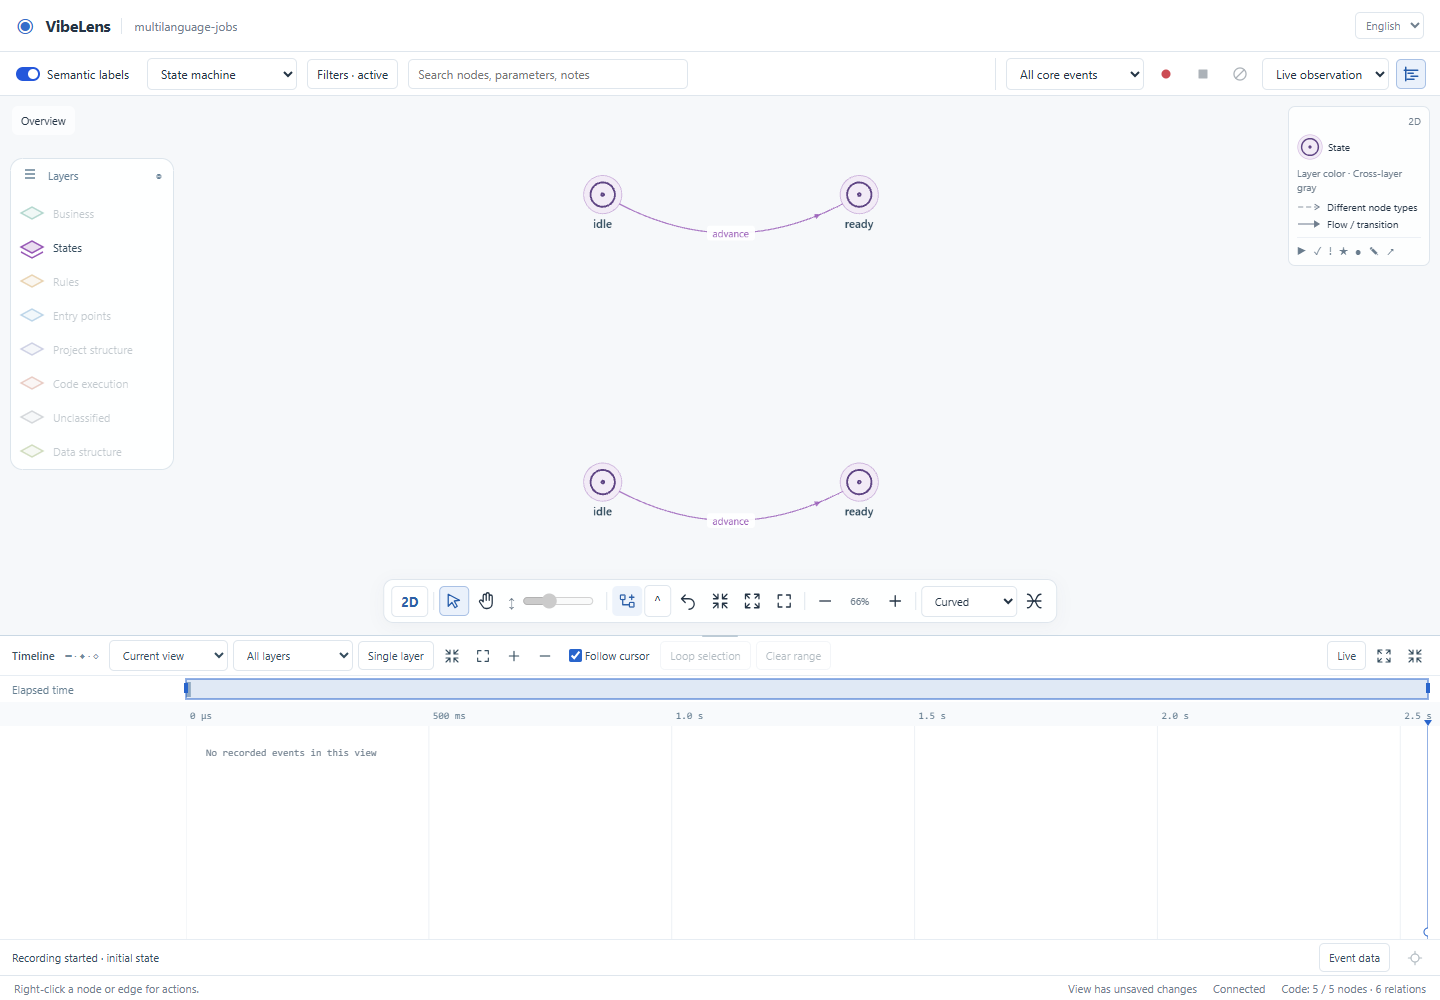 VibeLens
multilanguage-jobs
English
Semantic labels
State machine
Filters · active
Search nodes, parameters, notes
All core events
Live observation
Overview
2D
State
Layer color · Cross-layer
gray
Different node types
Flow / transition
Layers
Business
States
Rules
Entry points
Project structure
Code execution
Unclassified
Data structure
idle
advance
ready
idle
advance
ready
2D
66%
Curved
Timeline
Current view
All layers
Single layer
Follow cursor
Loop selection
Clear range
Live
Elapsed time
0 µs
500 ms
1.0 s
1.5 s
2.0 s
2.5 s
No recorded events in this view
Recording started · initial state
Event data
Right-click a node or edge for actions.
View has unsaved changes
Connected
Code: 5 / 5 nodes · 6 relations